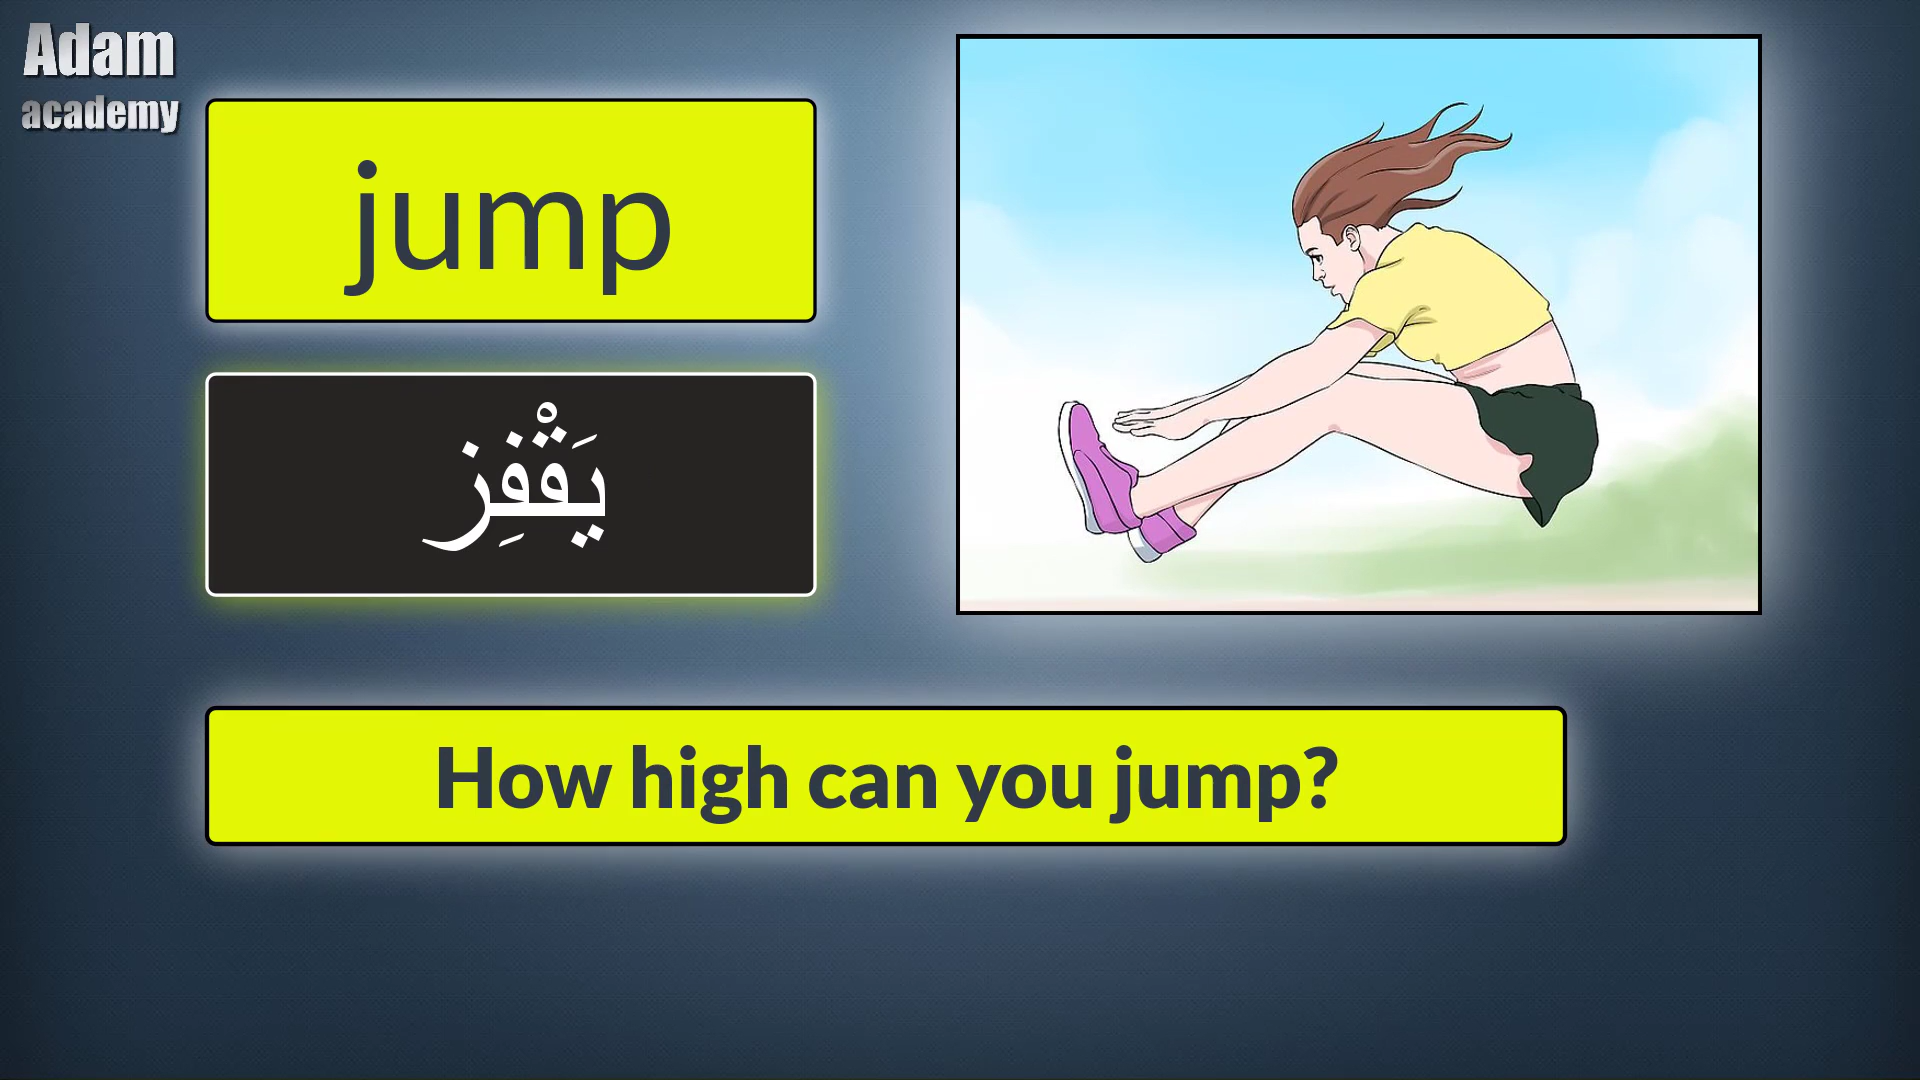 Adam
academy
jump
يَقْفِز
How high can you jump?